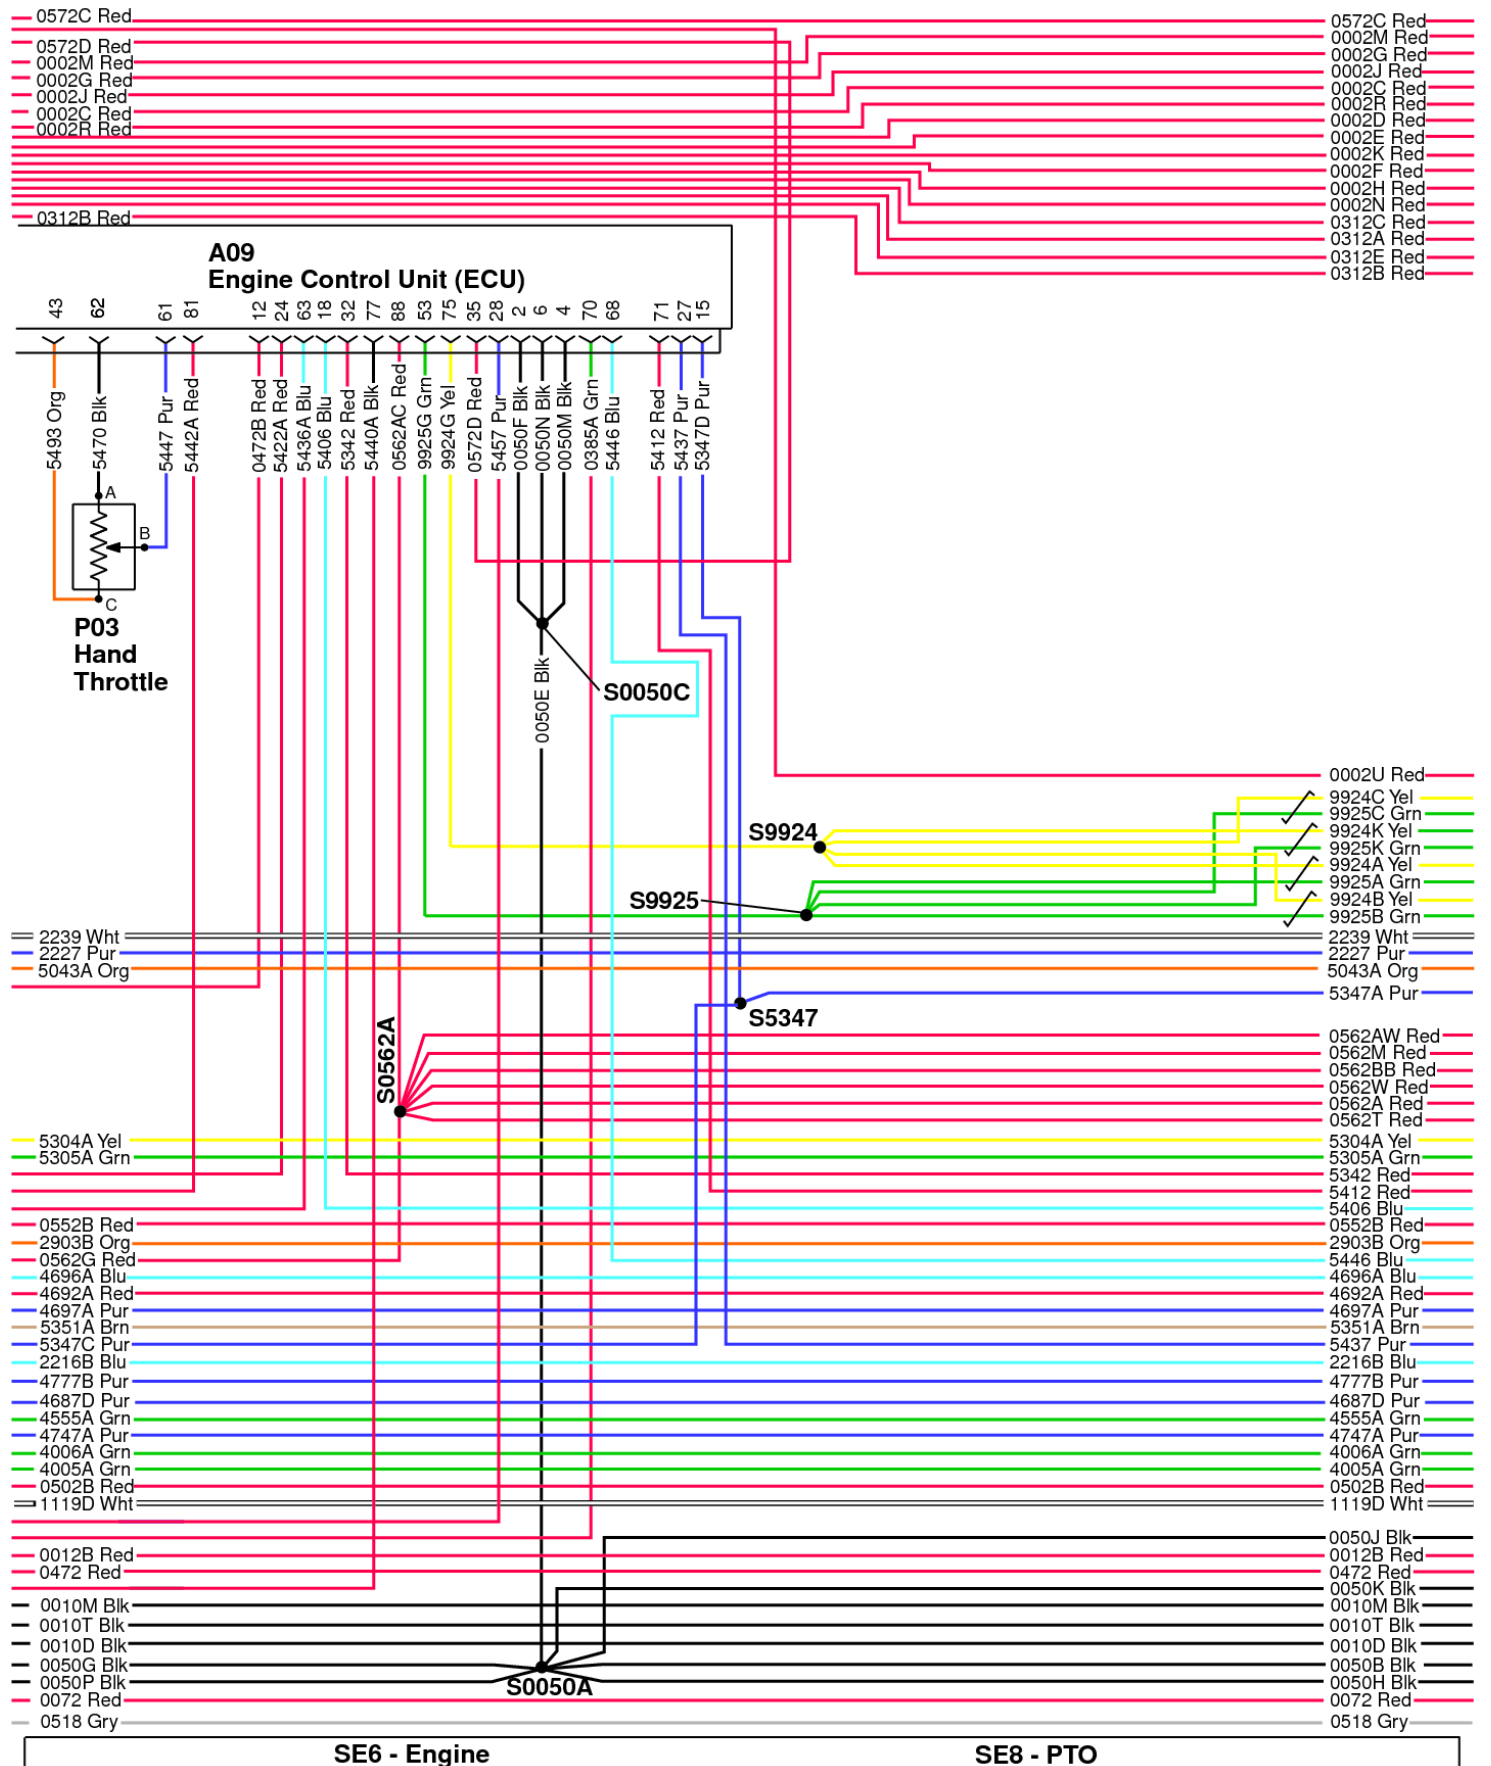 0572C Red
0572D Red
0002M Red
0002G Red
0002J Red
0002C Red
0002R Red
0312B Red
0572C Red
0002M Red
0002G Red
0002J Red
0002C Red
0002R Red
0002D Red
0002E Red
0002K Red
0002F Red
0002H Red
0002N Red
0312C Red
0312A Red
0312E Red
0312B Red
A09
Engine Control Unit (ECU)
43
62
61
81
12
24
63
18
32
77
88
53
75
35
28
2
6
4
70
68
71
27
15
5493 Org
5470 Blk
5447 Pur
5442A Red
0472B Red
5422A Red
5436A Blu
5406 Blu
5342 Red
5440A Blk
0562AC Red
9925G Grn
9924G Yel
0572D Red
5457 Pur
0050F Blk
0050N Blk
0050M Blk
0385A Grn
5446 Blu
5412 Red
5437 Pur
5347D Pur
A
B
C
P03
Hand
Throttle
0050E Blk
S0050C
S9924
S9925
0002U Red
9924C Yel
9925C Grn
9924K Yel
9925K Grn
9924A Yel
9925A Grn
9924B Yel
9925B Grn
2239 Wht
2227 Pur
5043A Org
2239 Wht
2227 Pur
5043A Org
5347A Pur
S5347
S0562A
0562AW Red
0562M Red
0562BB Red
0562W Red
0562A Red
0562T Red
5304A Yel
5305A Grn
0552B Red
2903B Org
0562G Red
4696A Blu
4692A Red
4697A Pur
5351A Brn
5347C Pur
2216B Blu
4777B Pur
4687D Pur
4555A Grn
4747A Pur
4006A Grn
4005A Grn
0502B Red
1119D Wht
0012B Red
0472 Red
0010M Blk
0010T Blk
0010D Blk
0050G Blk
0050P Blk
0072 Red
0518 Gry
5304A Yel
5305A Grn
5342 Red
5412 Red
5406 Blu
0552B Red
2903B Org
5446 Blu
4696A Blu
4692A Red
4697A Pur
5351A Brn
5437 Pur
2216B Blu
4777B Pur
4687D Pur
4555A Grn
4747A Pur
4006A Grn
4005A Grn
0502B Red
1119D Wht
0050J Blk
0012B Red
0472 Red
0050K Blk
0010M Blk
0010T Blk
0010D Blk
0050B Blk
0050H Blk
0072 Red
0518 Gry
S0050A
SE6 - Engine
SE8 - PTO